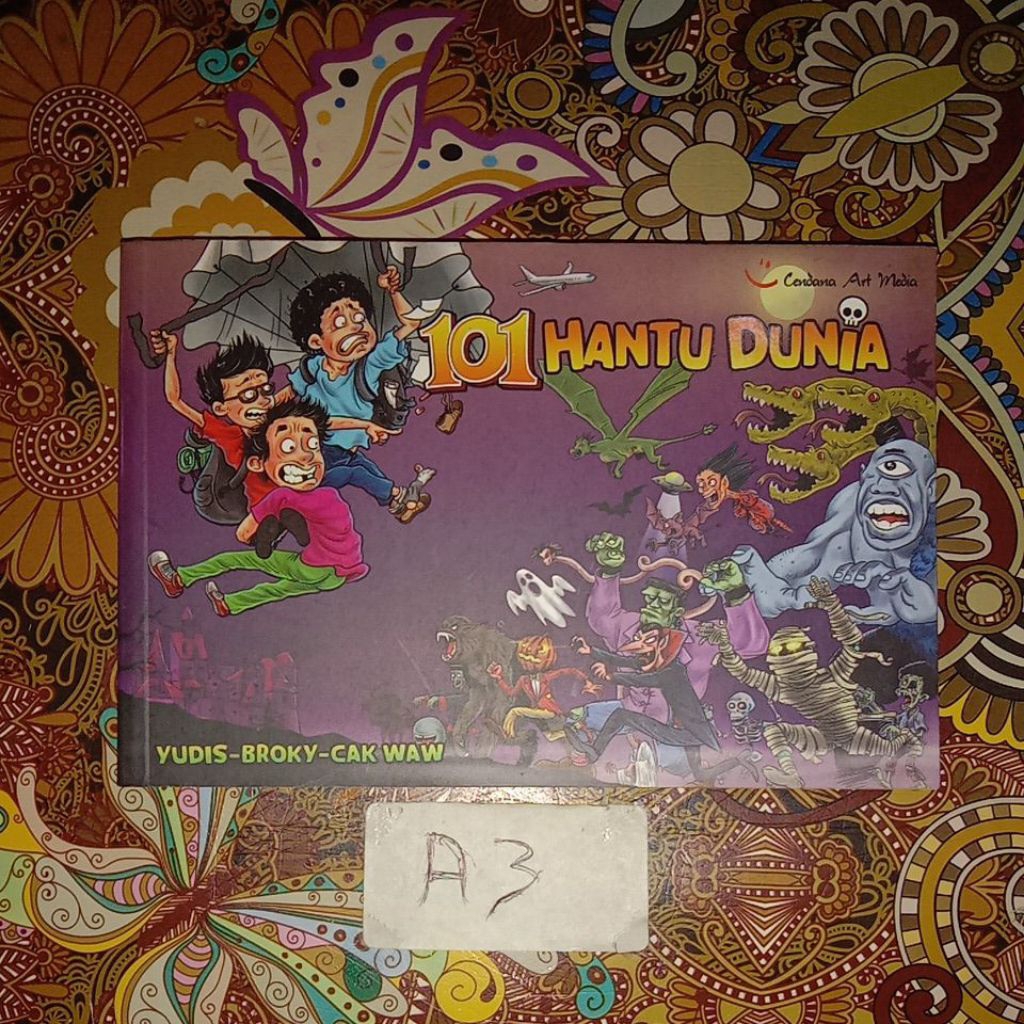 Cendana Art Media
101 HANTU DUNIA
YUDIS-BROKY-CAK WAW
A3